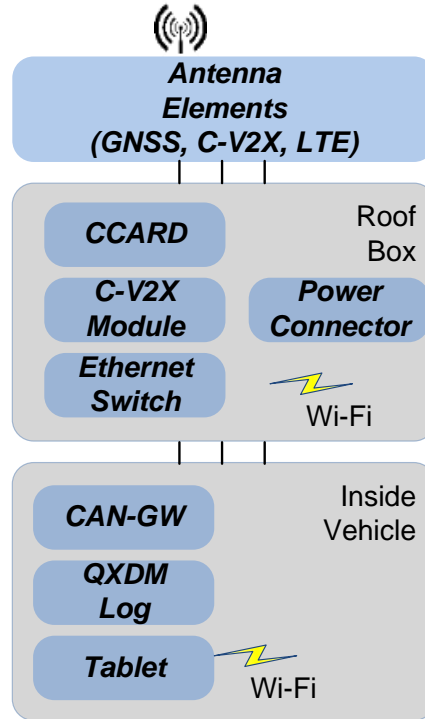 Antenna
Elements
(GNSS, C-V2X, LTE)
Roof
Box
CCARD
C-V2X
Module
Power
Connector
Ethernet
Switch
Wi-Fi
Inside
Vehicle
CAN-GW
QXDM
Log
Tablet
Wi-Fi